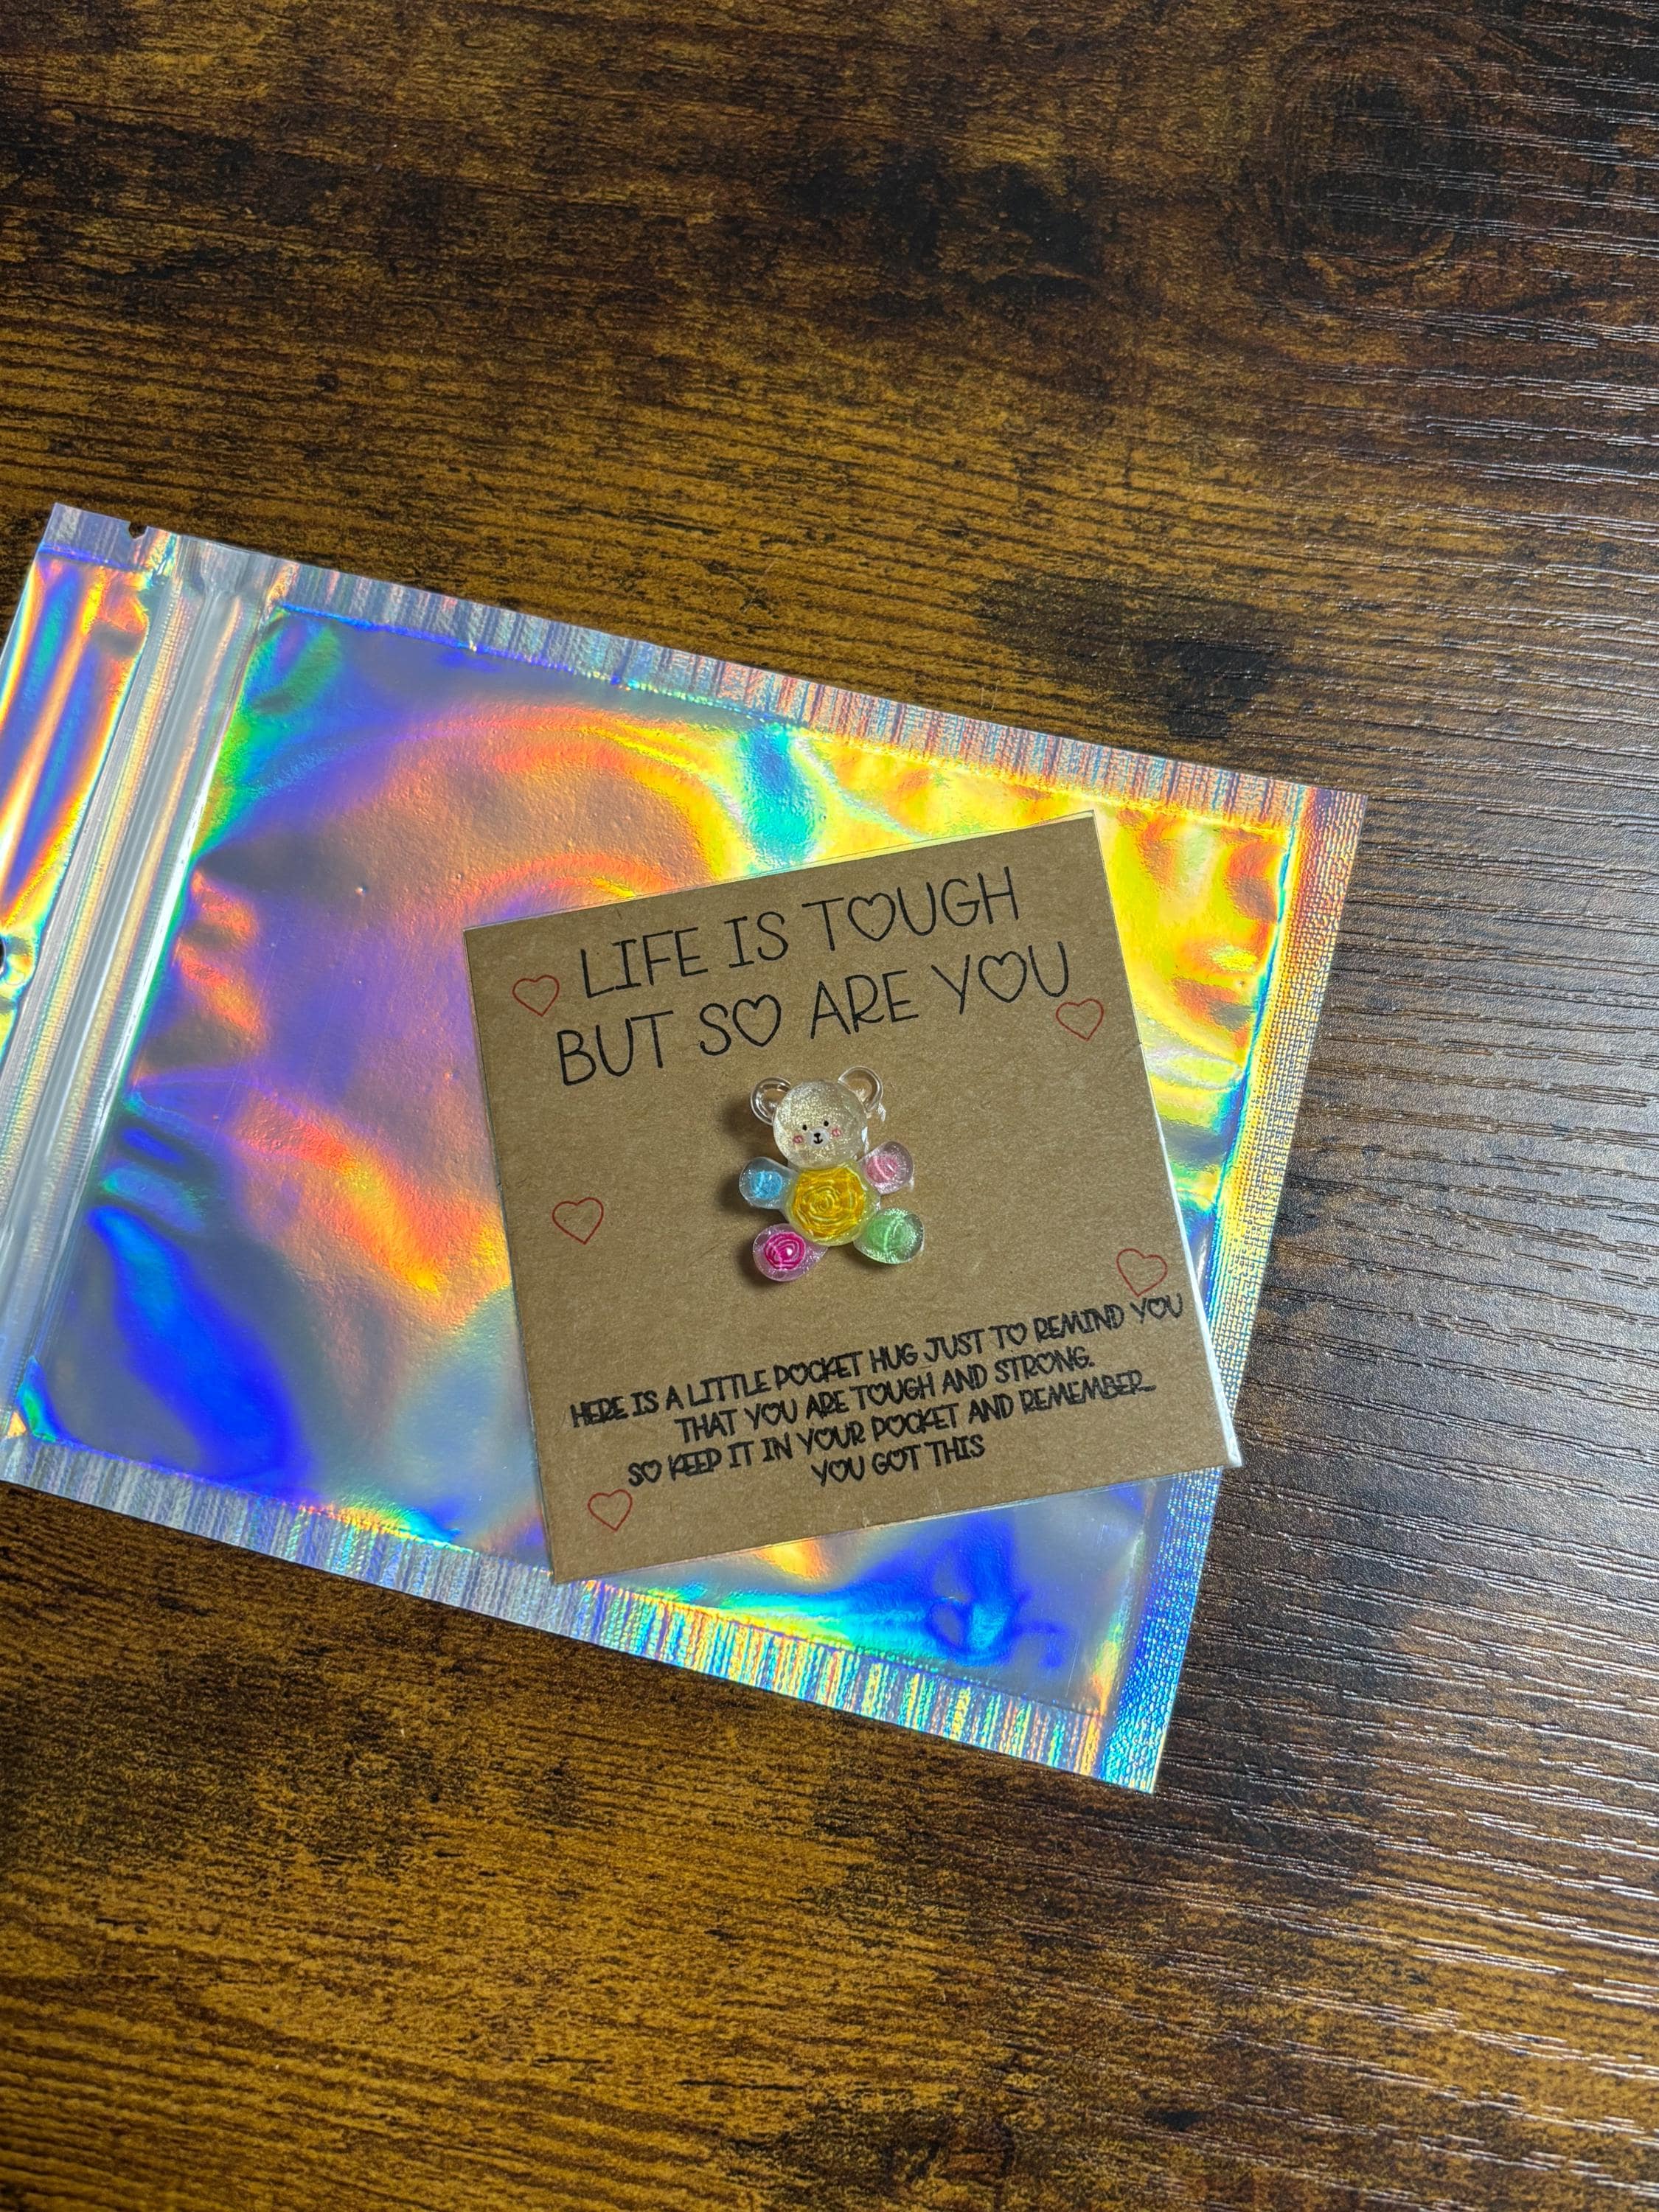 LIFE IS TOUGH
BUT SO ARE YOU
HERE IS A LITTLE POCKET HUG JUST TO REMIND YOU
THAT YOU ARE TOUGH AND STRONG.
SO KEEP IT IN YOUR POCKET AND REMEMBER...
YOU GOT THIS